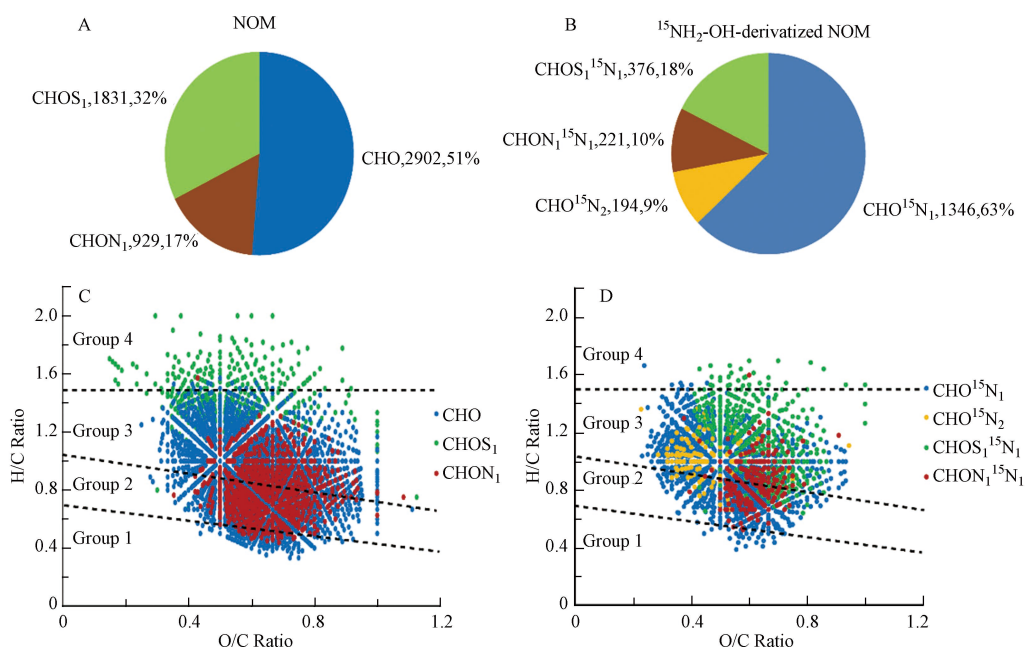 A
NOM
CHOS₁,1831,32%
CHO,2902,51%
CHON₁,929,17%
B
¹⁵NH₂-OH-derivatized NOM
CHOS₁¹⁵N₁,376,18%
CHON₁¹⁵N₁,221,10%
CHO¹⁵N₂,194,9%
CHO¹⁵N₁,1346,63%
C
H/C Ratio
2.0
1.6
1.2
0.8
0.4
0
Group 4
Group 3
Group 2
Group 1
CHO
CHOS₁
CHON₁
0
0.4
0.8
1.2
O/C Ratio
D
H/C Ratio
2.0
1.6
1.2
0.8
0.4
0
Group 4
Group 3
Group 2
Group 1
CHO¹⁵N₁
CHO¹⁵N₂
CHOS₁¹⁵N₁
CHON₁¹⁵N₁
0
0.4
0.8
1.2
O/C Ratio